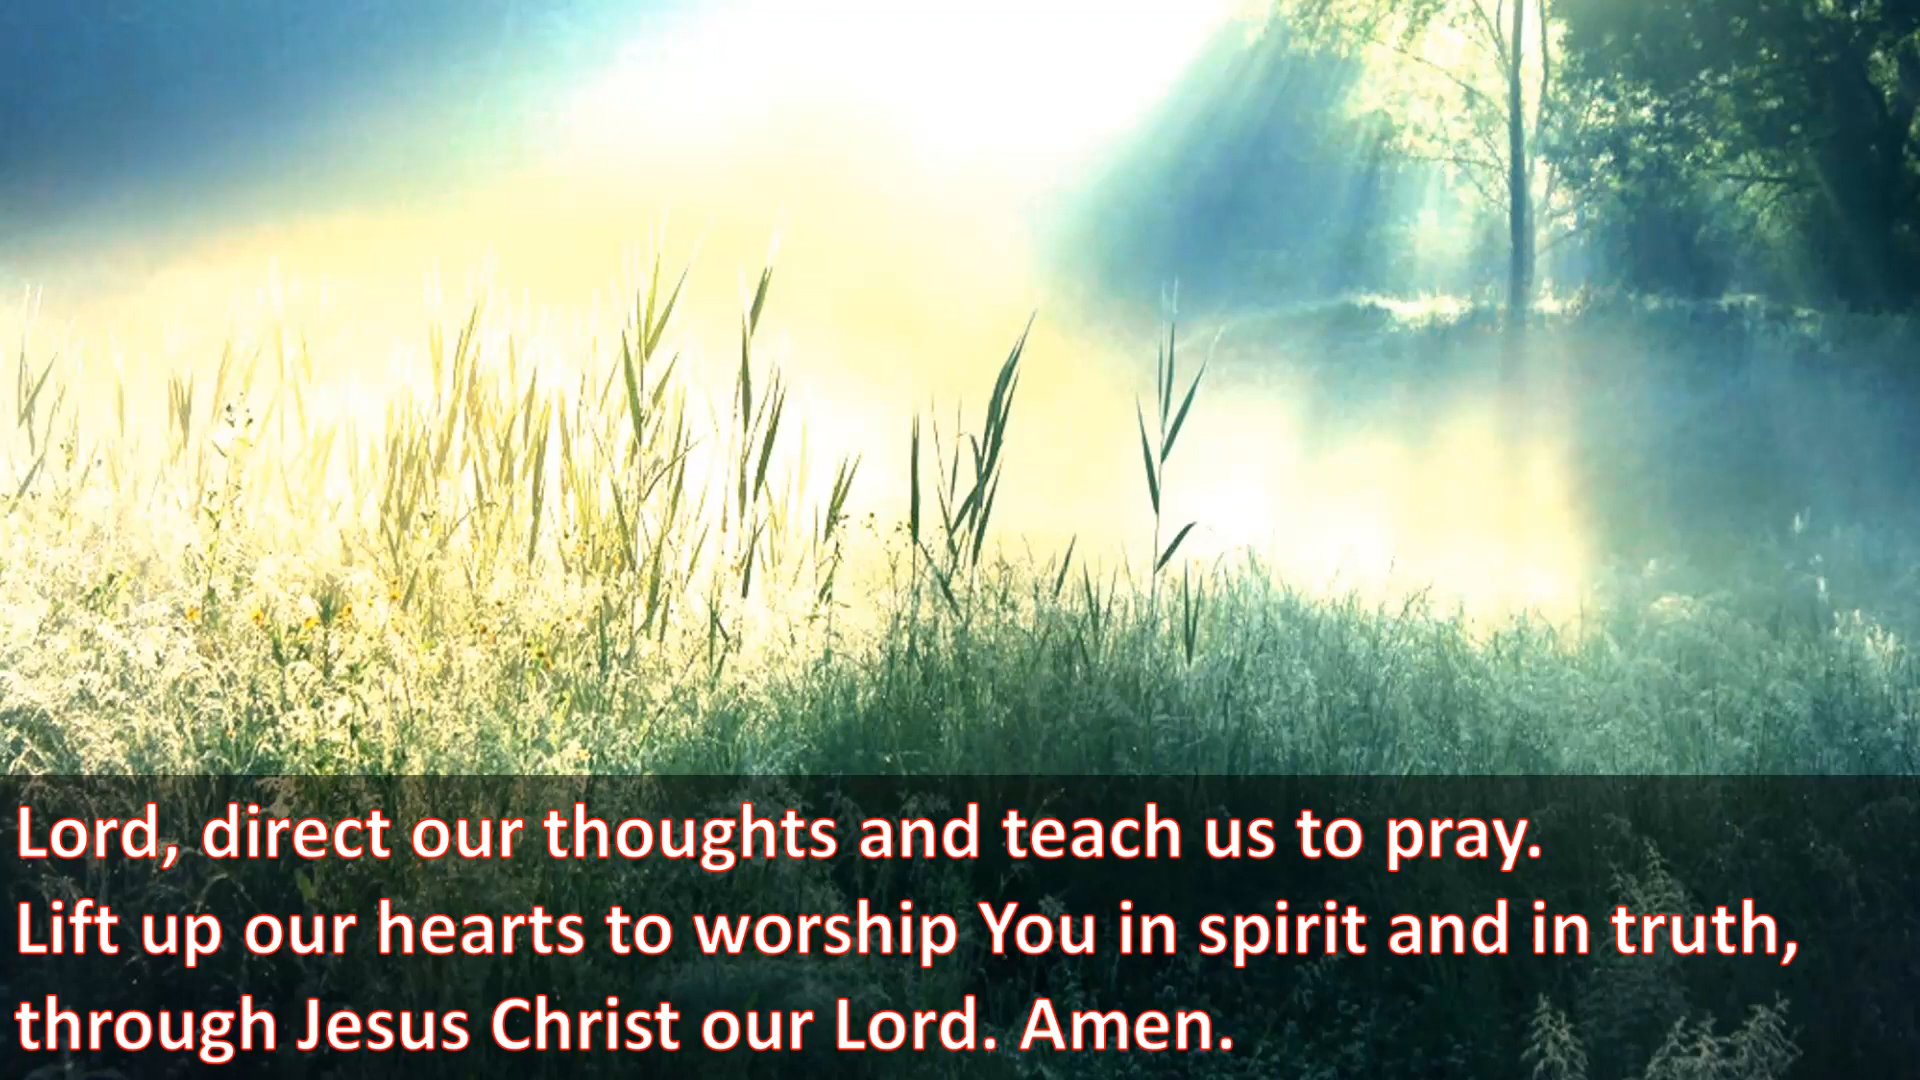 Lord, direct our thoughts and teach us to pray.
Lift up our hearts to worship You in spirit and in truth,
through Jesus Christ our Lord. Amen.